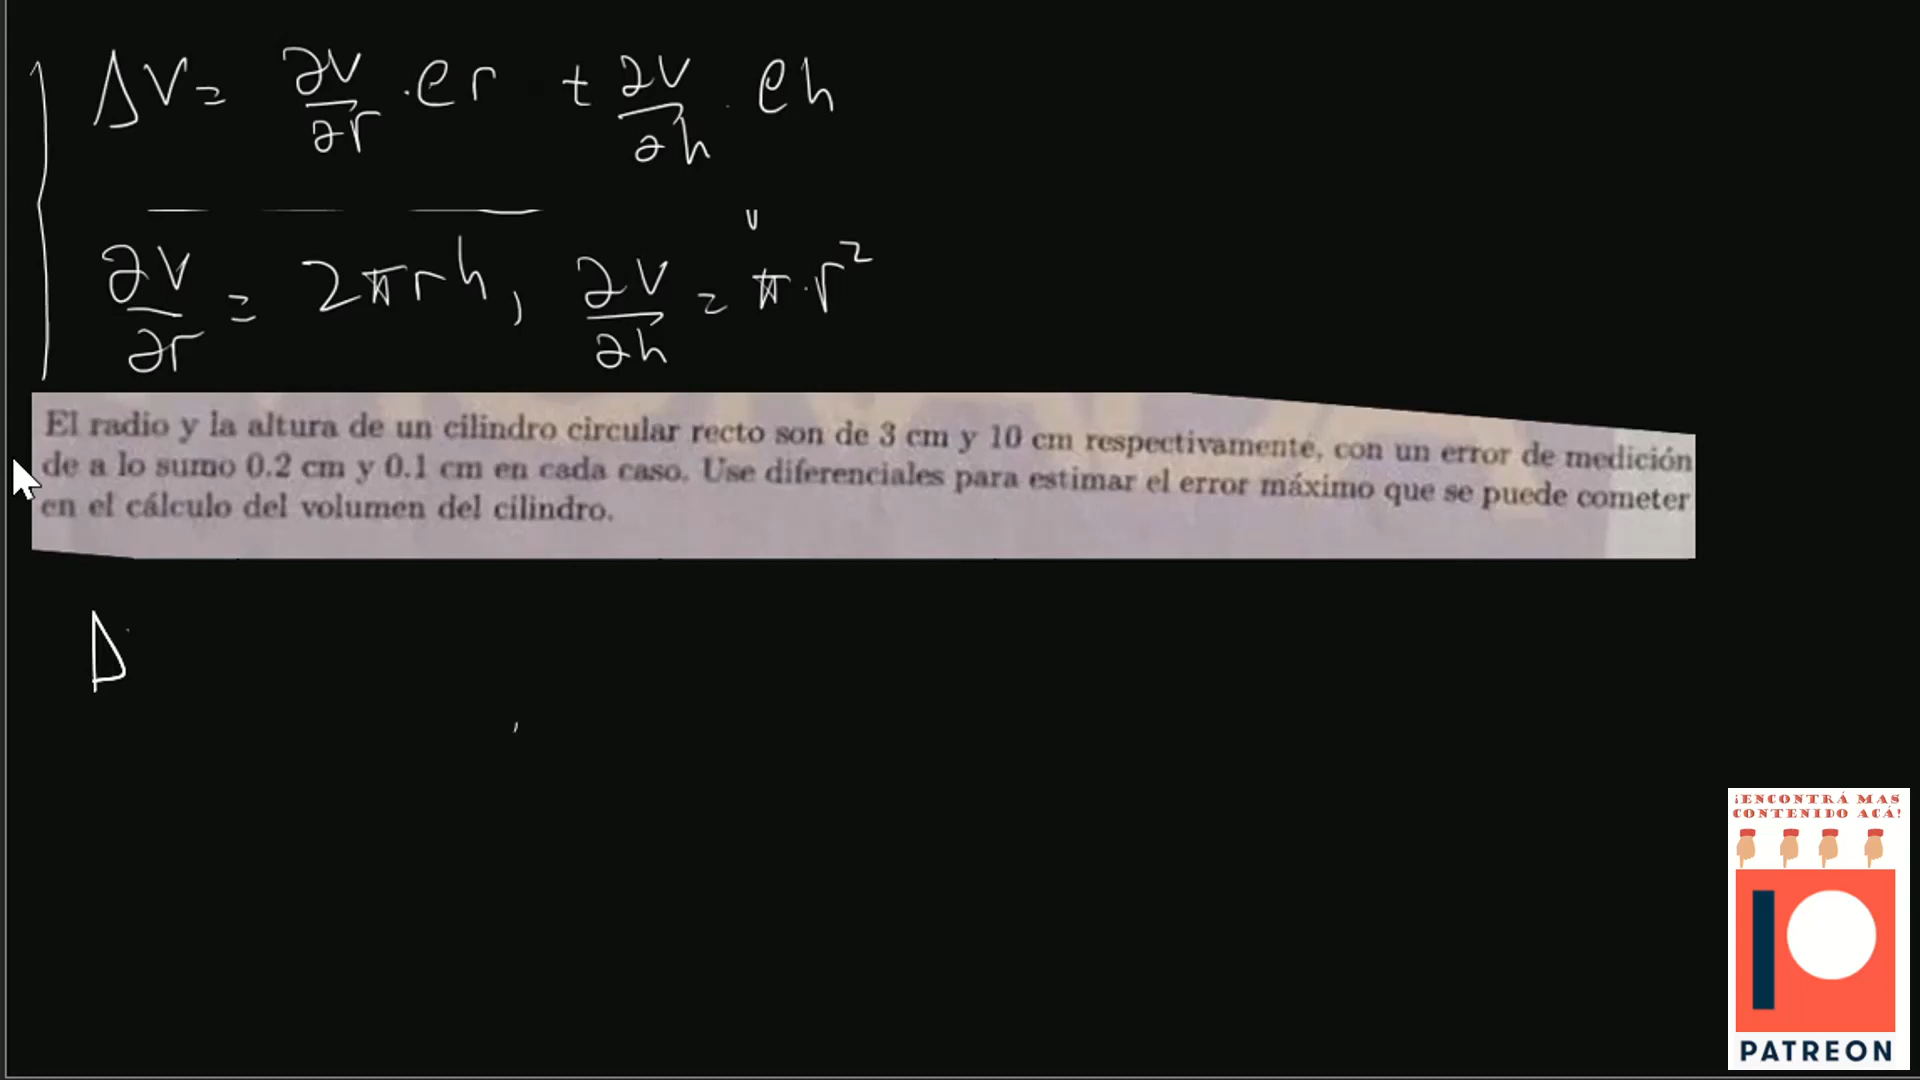 ΔV = ∂V/∂r · er + ∂V/∂h · eh
∂V/∂r = 2πrh, ∂V/∂h = π·r²
El radio y la altura de un cilindro circular recto son de 3 cm y 10 cm respectivamente, con un error de medición
de a lo sumo 0.2 cm y 0.1 cm en cada caso. Use diferenciales para estimar el error máximo que se puede cometer
en el cálculo del volumen del cilindro.
Δ
¡ENCONTRÁ MAS
CONTENIDO ACÁ!
PATREON